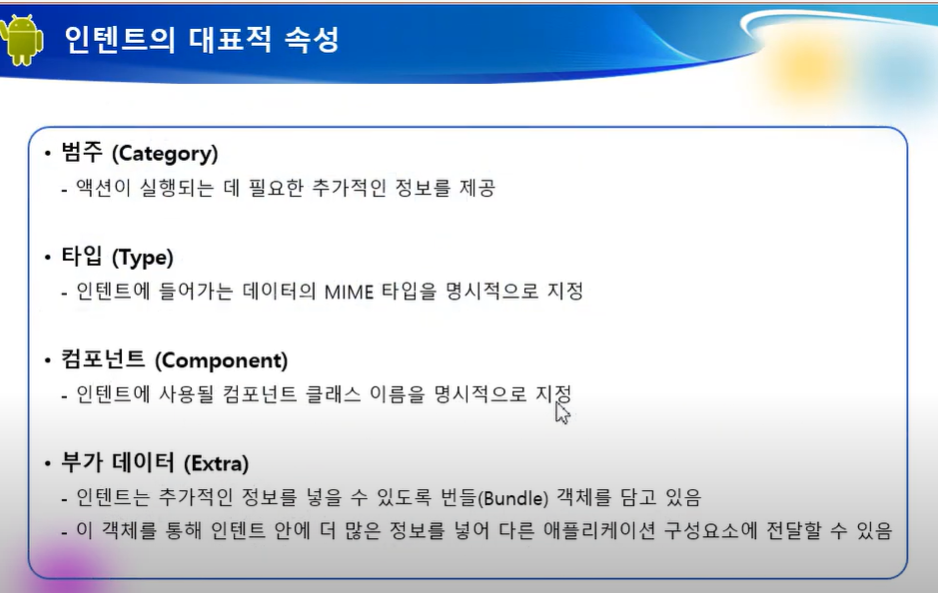 인텐트의 대표적 속성
• 범주 (Category)
- 액션이 실행되는 데 필요한 추가적인 정보를 제공
• 타입 (Type)
- 인텐트에 들어가는 데이터의 MIME 타입을 명시적으로 지정
• 컴포넌트 (Component)
- 인텐트에 사용될 컴포넌트 클래스 이름을 명시적으로 지정
• 부가 데이터 (Extra)
- 인텐트는 추가적인 정보를 넣을 수 있도록 번들(Bundle) 객체를 담고 있음
- 이 객체를 통해 인텐트 안에 더 많은 정보를 넣어 다른 애플리케이션 구성요소에 전달할 수 있음